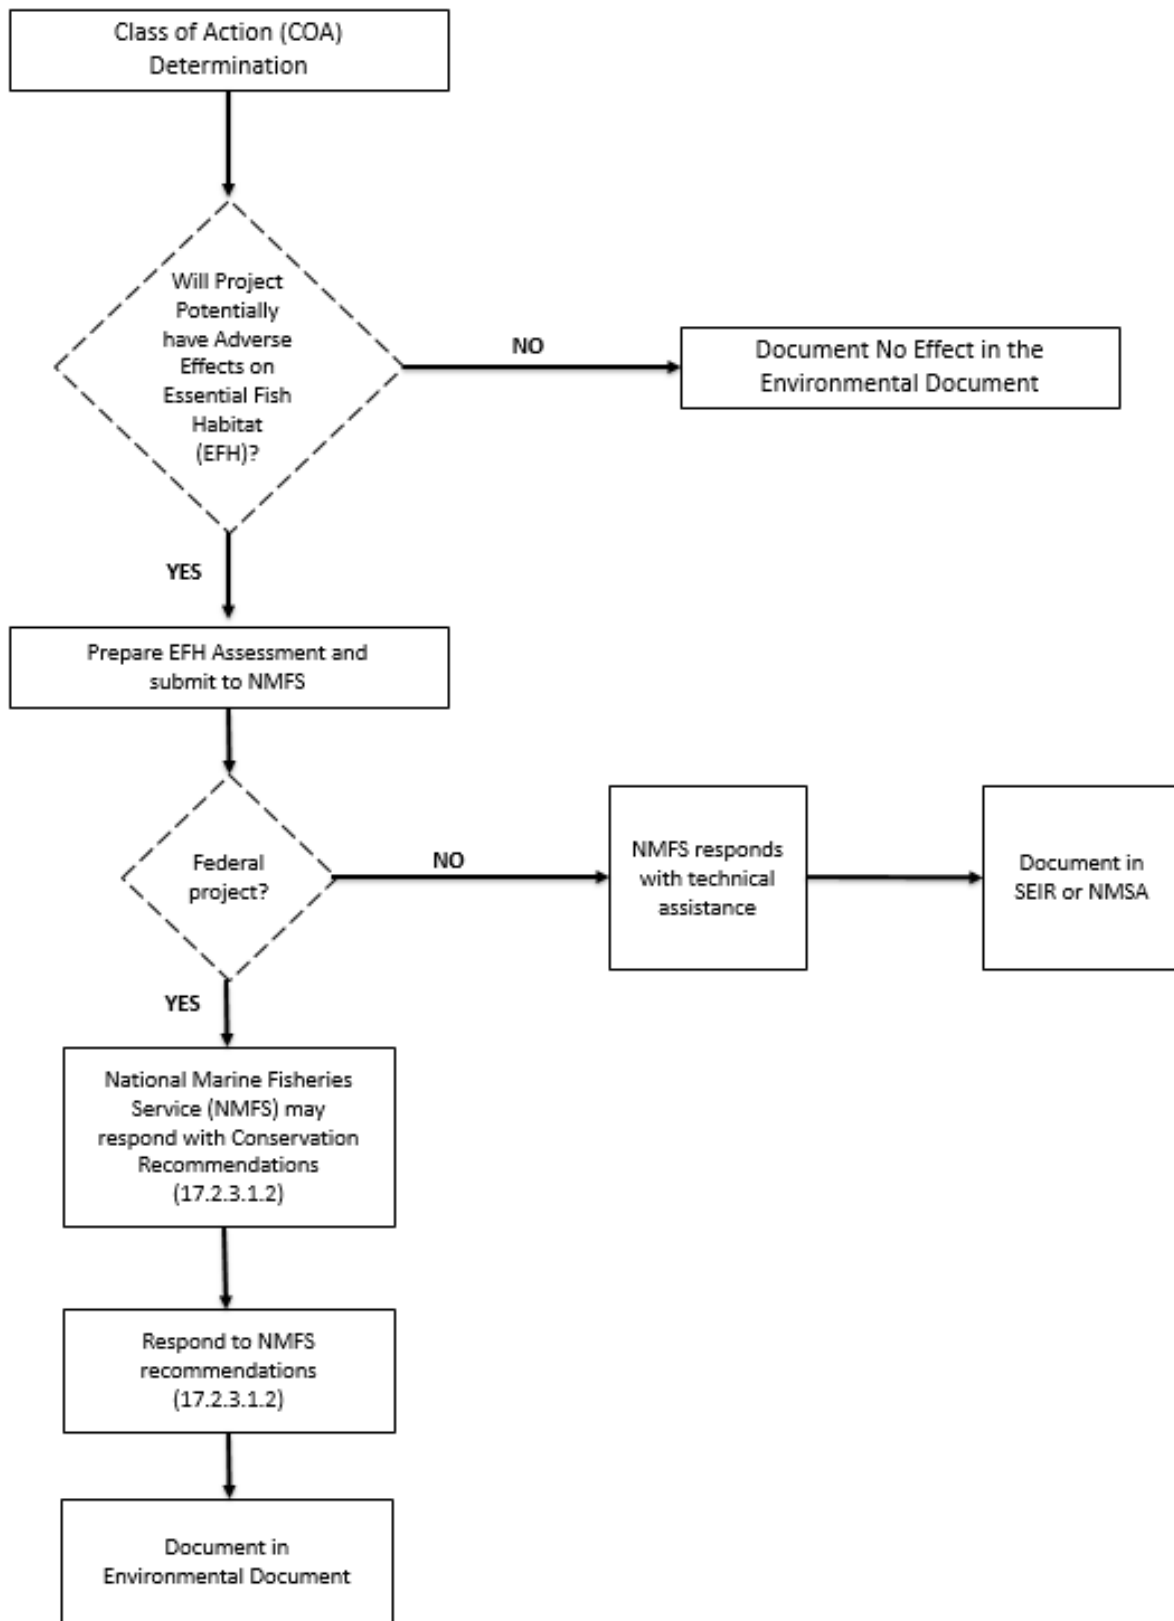 Class of Action (COA)
Determination
Will Project
Potentially
have Adverse
Effects on
Essential Fish
Habitat
(EFH)?
NO
Document No Effect in the
Environmental Document
YES
Prepare EFH Assessment and
submit to NMFS
Federal
project?
NO
NMFS responds
with technical
assistance
Document in
SEIR or NMSA
YES
National Marine Fisheries
Service (NMFS) may
respond with Conservation
Recommendations
(17.2.3.1.2)
Respond to NMFS
recommendations
(17.2.3.1.2)
Document in
Environmental Document